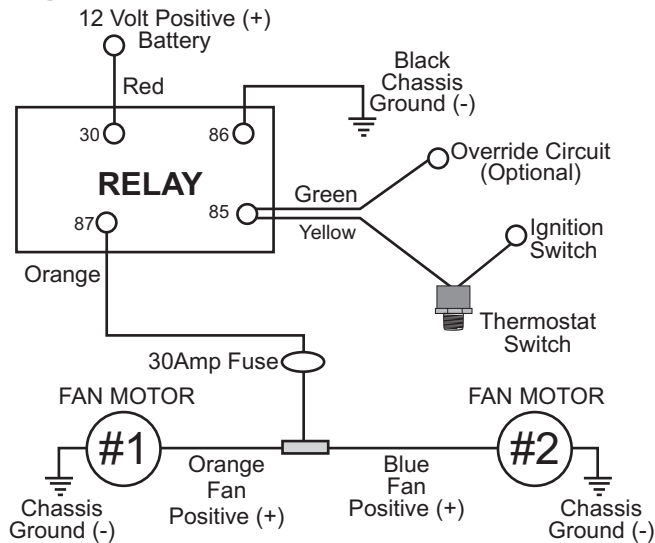 12 Volt Positive (+)
Battery
Red
Black
Chassis
Ground (-)
30
86
RELAY
Override Circuit
(Optional)
Green
85
87
Yellow
Ignition
Switch
Orange
Thermostat
Switch
30Amp Fuse
FAN MOTOR
FAN MOTOR
#1
#2
Orange
Fan
Positive (+)
Blue
Fan
Positive (+)
Chassis
Ground (-)
Chassis
Ground (-)